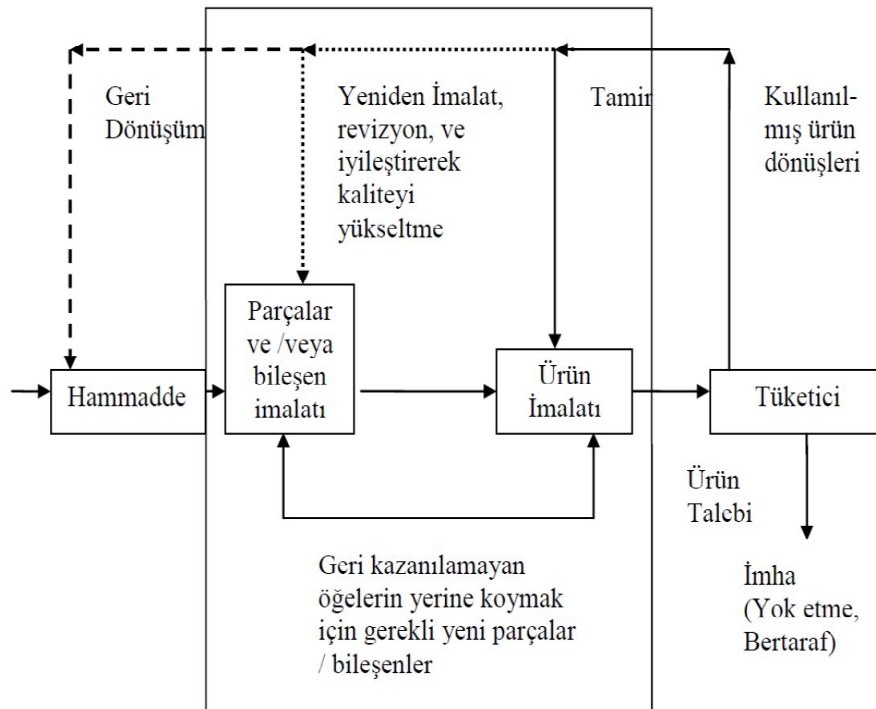 Geri
Dönüşüm
Yeniden İmalat,
revizyon, ve
iyileştirerek
kaliteyi
yükseltme
Tamir
Kullanıl-
mış ürün
dönüşleri
Hammadde
Parçalar
ve /veya
bileşen
imalatı
Ürün
İmalatı
Tüketici
Ürün
Talebi
Geri kazanılamayan
öğelerin yerine koymak
için gerekli yeni parçalar
/ bileşenler
İmha
(Yok etme,
Bertaraf)